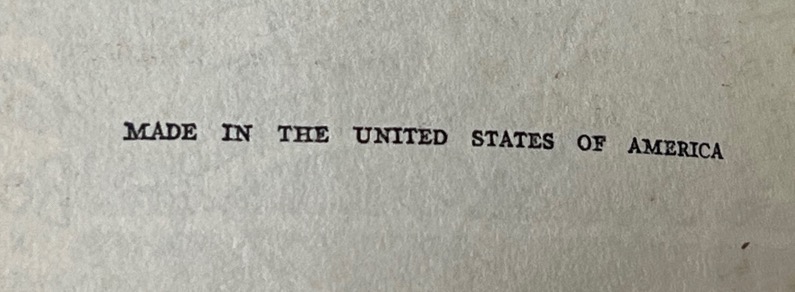 MADE IN THE UNITED STATES OF AMERICA